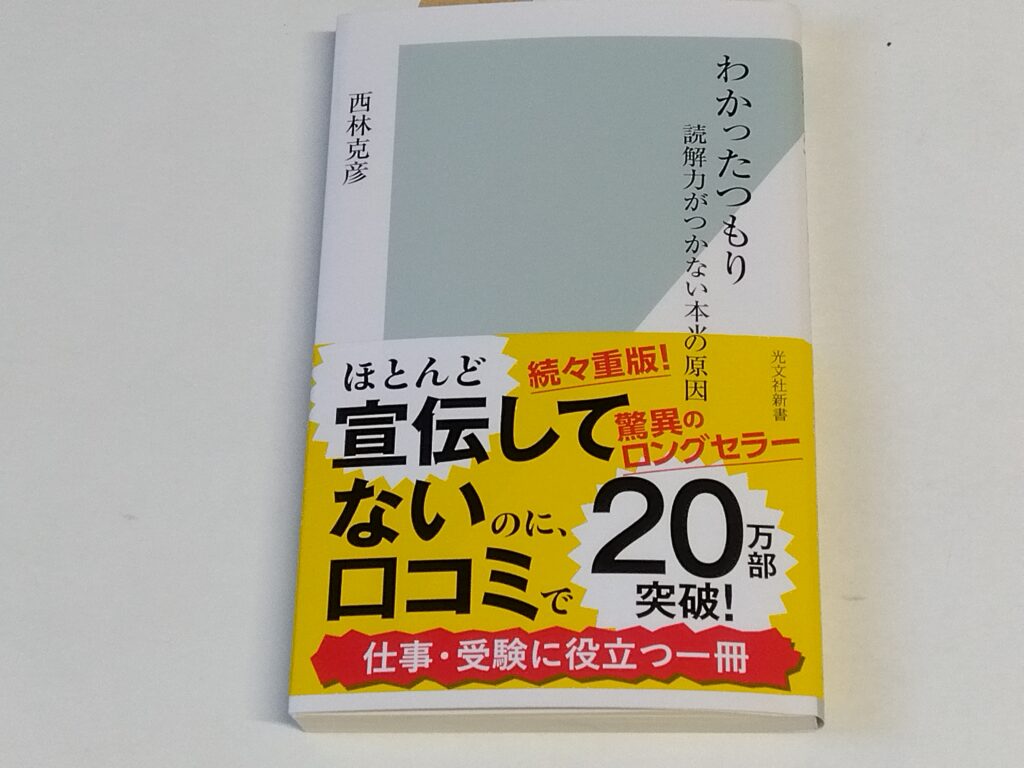 わかったつもり
読解力がつかない本当の原因
西林克彦
光文社新書
続々重版!
驚異の
ロングセラー
ほとんど
宣伝して
ないのに、
口コミで
20万部
突破!
仕事・受験に役立つ一冊